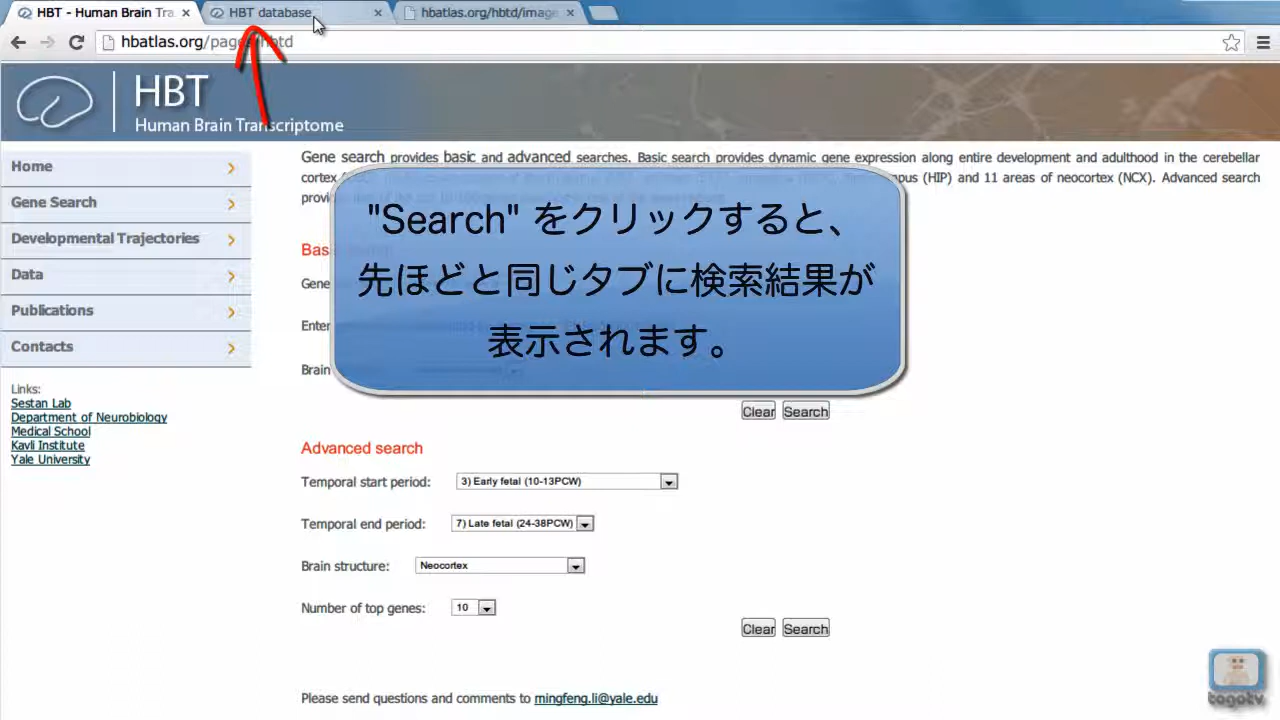 HBT - Human Brain Tra
HBT database
hbatlas.org/hbtd/image
hbatlas.org/pages/hbtd
HBT
Human Brain Transcriptome
Home
Gene Search
Developmental Trajectories
Data
Publications
Contacts
Links:
Sestan Lab
Department of Neurobiology
Medical School
Kavli Institute
Yale University
Gene search provides basic and advanced searches. Basic search provides dynamic gene expression along entire development and adulthood in the cerebellar
cortex
(HIP) and 11 areas of neocortex (NCX). Advanced search
"Search" をクリックすると、
先ほどと同じタブに検索結果が
表示されます。
Enter
Brain
Clear Search
Advanced search
Temporal start period: 3) Early fetal (10-13PCW)
Temporal end period: 7) Late fetal (24-38PCW)
Brain structure: Neocortex
Number of top genes: 10
Clear Search
Please send questions and comments to mingfeng.li@yale.edu
togotv